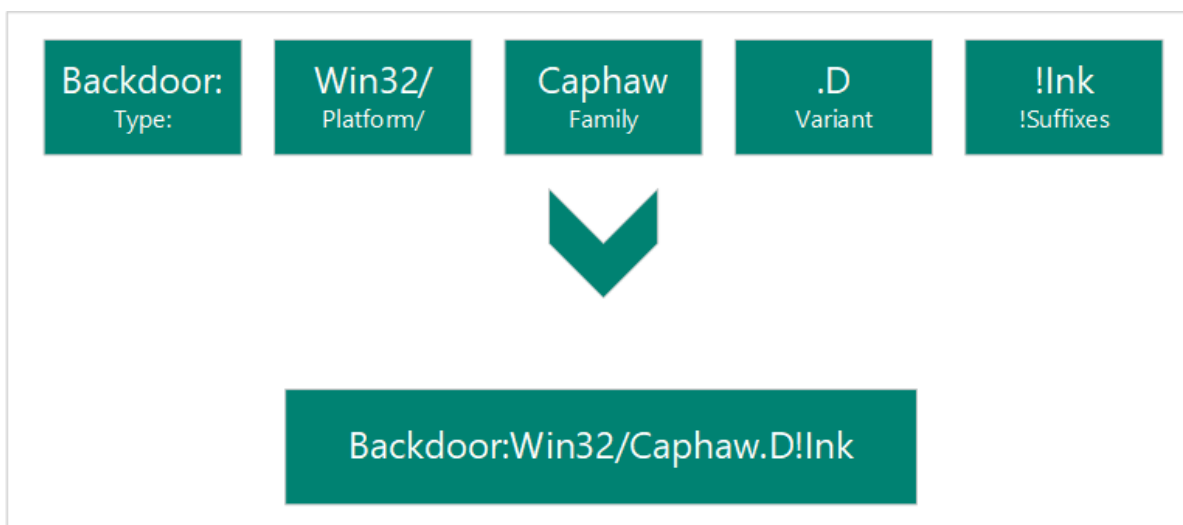 Backdoor:
Type:
Win32/
Platform/
Caphaw
Family
.D
Variant
!lnk
!Suffixes
Backdoor:Win32/Caphaw.D!lnk